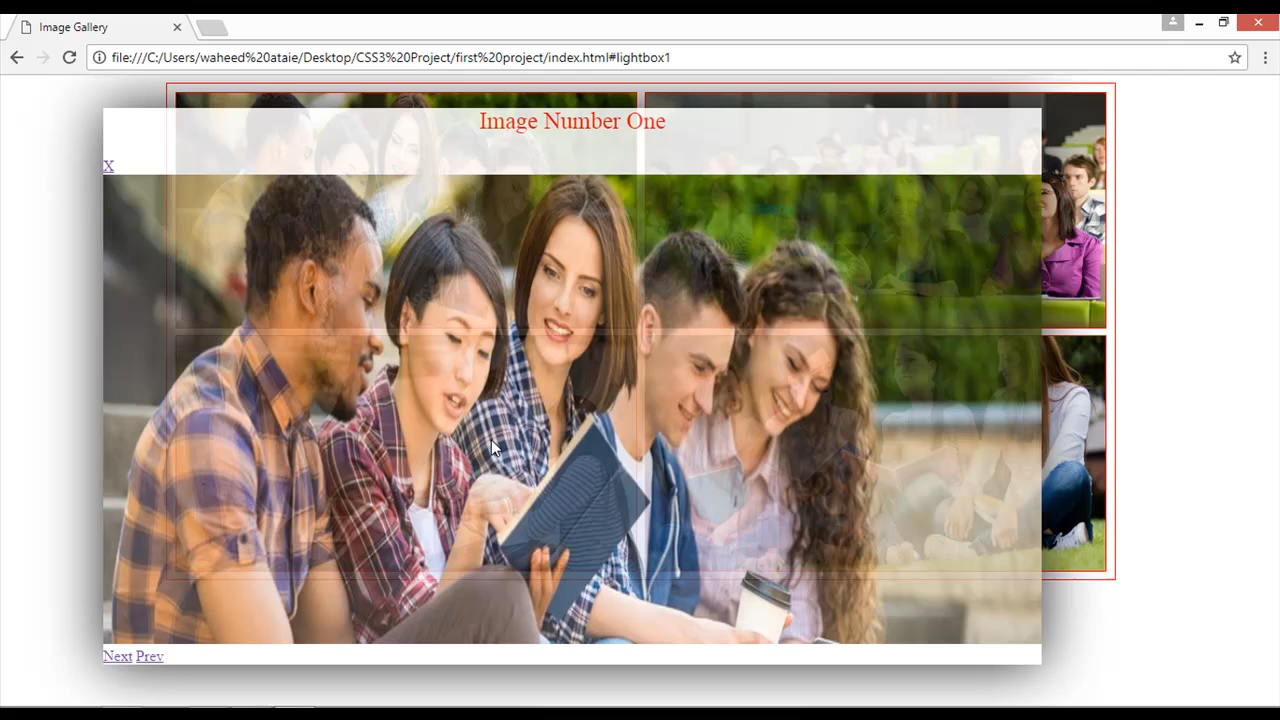 Image Gallery
file:///C:/Users/waheed%20ataie/Desktop/CSS3%20Project/first%20project/index.html#lightbox1
Image Number One
X
Next Prev